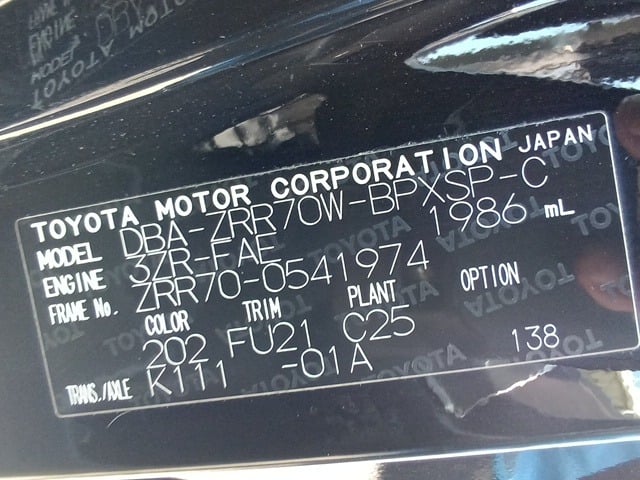 TOYOTA MOTOR CORPORATION JAPAN
MODEL DBA-ZRR70W-BPXSP-C
ENGINE 3ZR-FAE 1986 mL
FRAME No. ZRR70-0541974
COLOR TRIM PLANT OPTION
202 FU21 C25 138
TRANS./AXLE K111 -01A